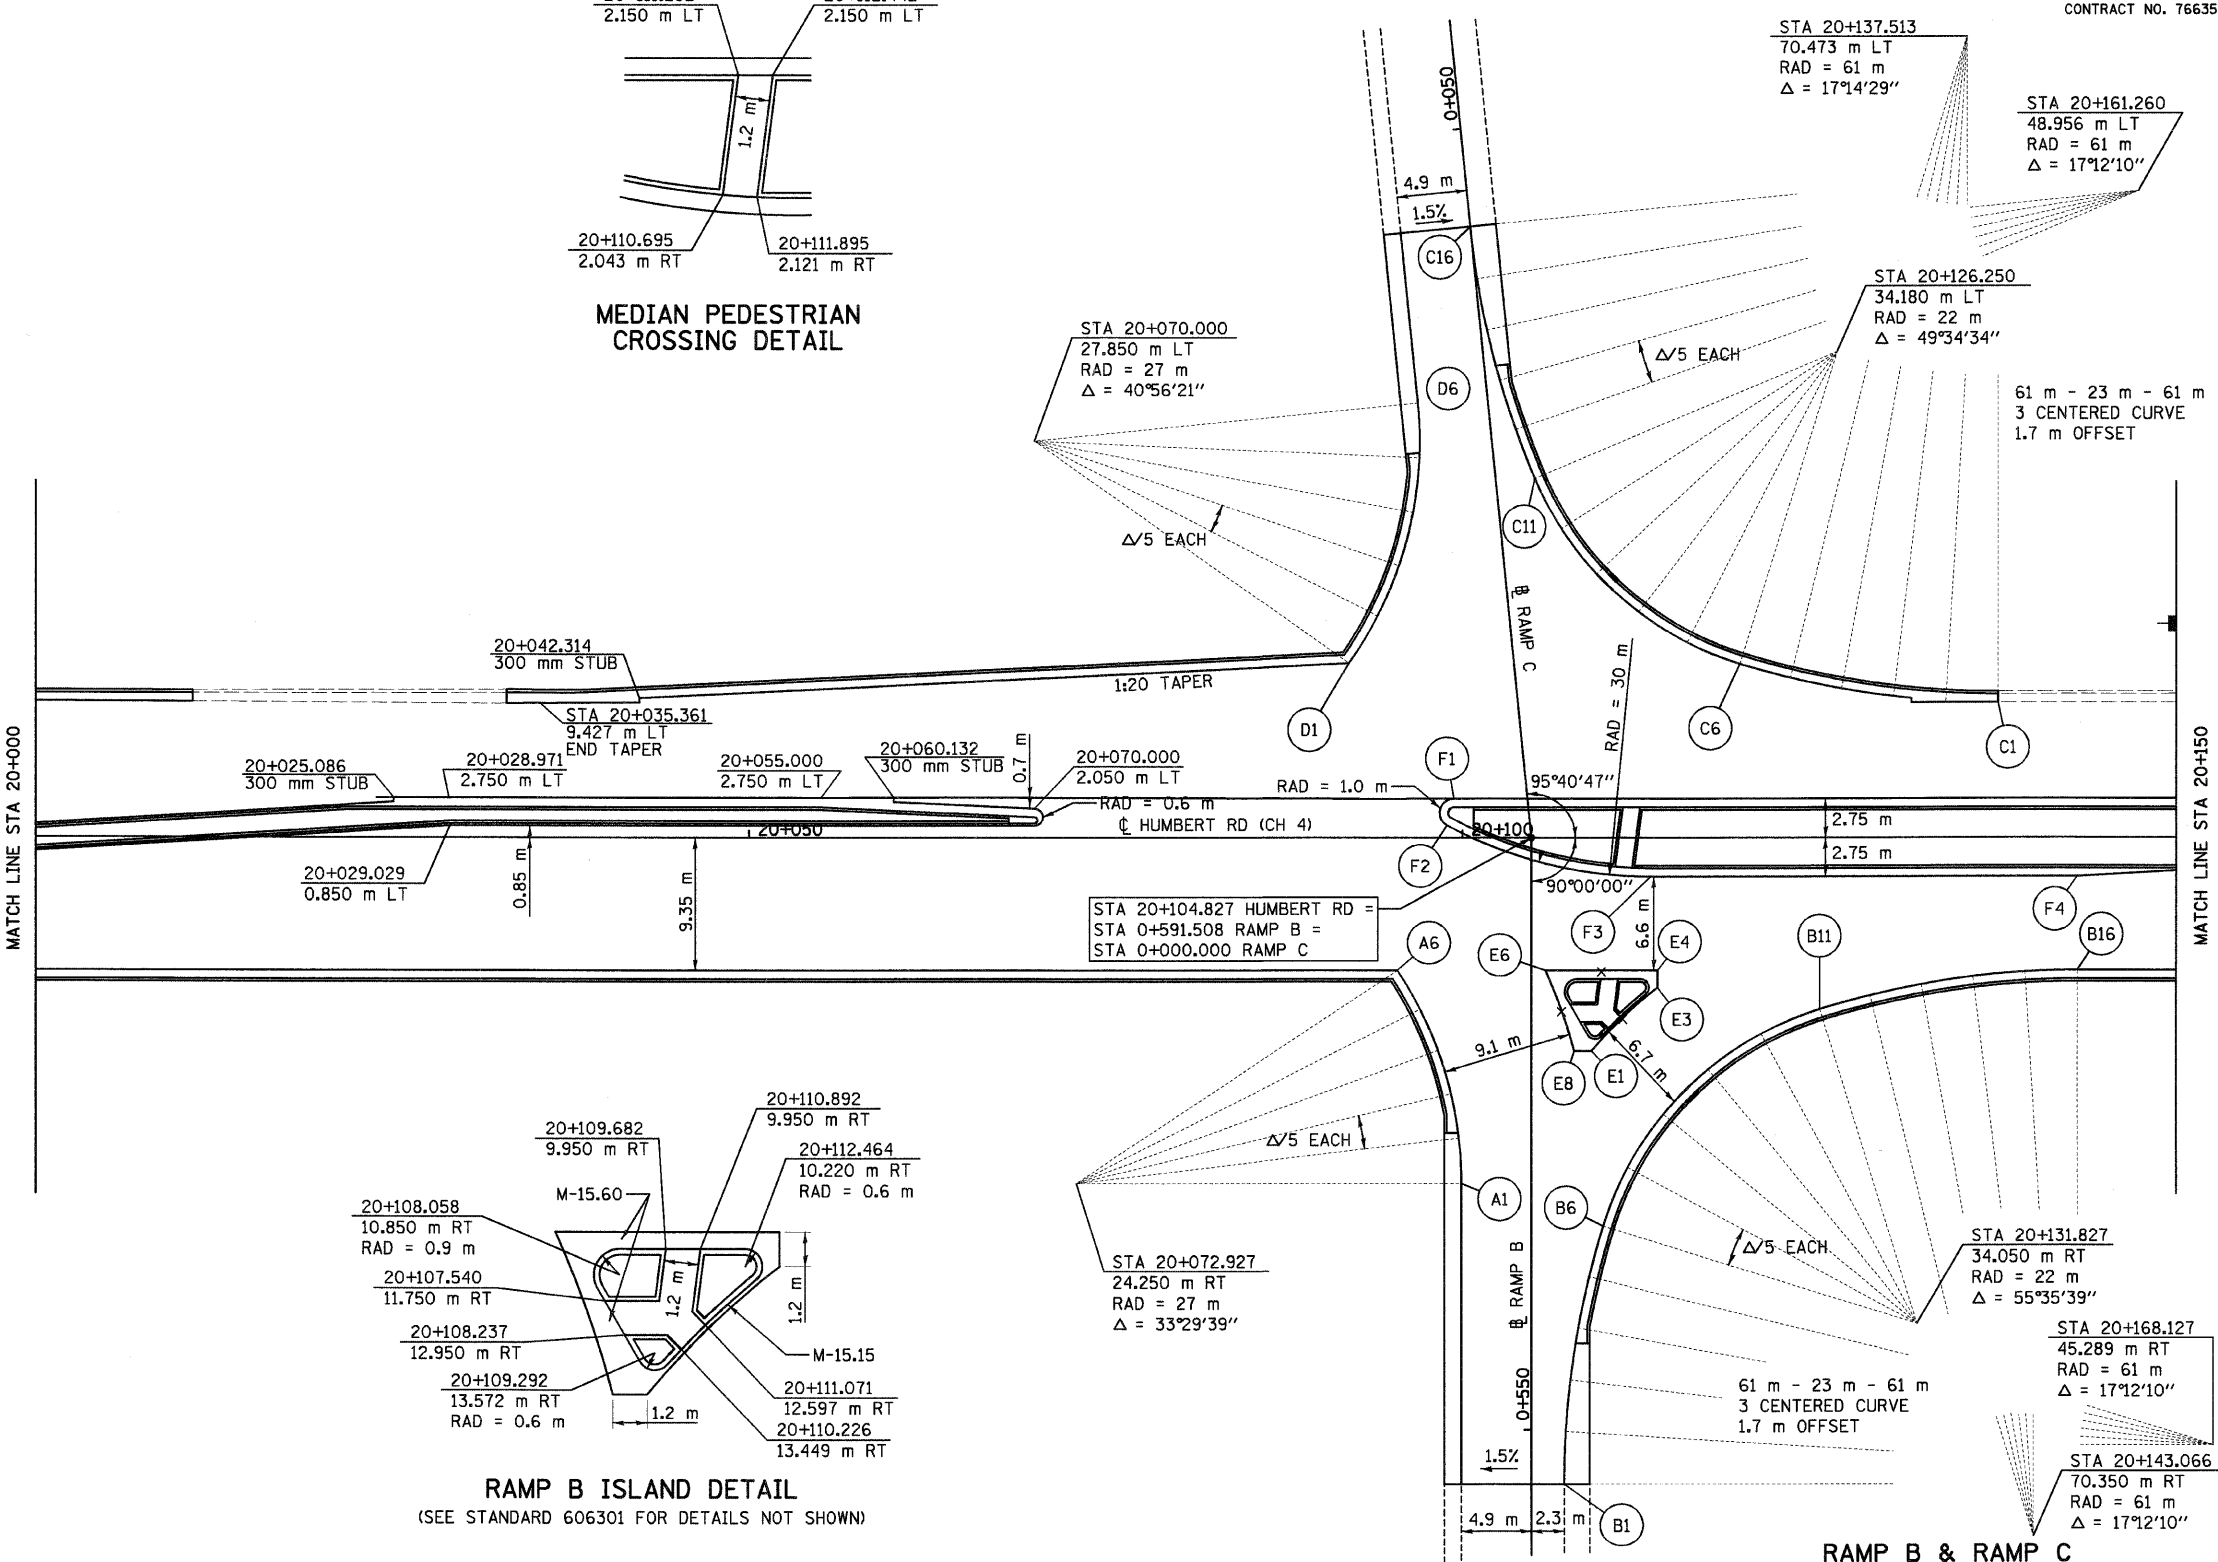 CONTRACT NO. 76635
2.150 m LT
2.150 m LT
1.2 m
20+110.695
2.043 m RT
20+111.895
2.121 m RT
MEDIAN PEDESTRIAN
CROSSING DETAIL
STA 20+137.513
70.473 m LT
RAD = 61 m
Δ = 17°14'29"
STA 20+161.260
48.956 m LT
RAD = 61 m
Δ = 17°12'10"
STA 20+126.250
34.180 m LT
RAD = 22 m
Δ = 49°34'34"
61 m - 23 m - 61 m
3 CENTERED CURVE
1.7 m OFFSET
0+050
4.9 m
1.5%
C16
D6
C11
Δ/5 EACH
STA 20+070.000
27.850 m LT
RAD = 27 m
Δ = 40°56'21"
Δ/5 EACH
℄ RAMP C
RAD = 30 m
MATCH LINE STA 20+000
20+042.314
300 mm STUB
1:20 TAPER
STA 20+035.361
9.427 m LT
END TAPER
D1
C6
C1
20+025.086
300 mm STUB
20+028.971
2.750 m LT
20+055.000
2.750 m LT
20+060.132
300 mm STUB
0.7 m
20+070.000
2.050 m LT
RAD = 0.6 m
RAD = 1.0 m
F1
95°40'47"
20+050
℄ HUMBERT RD (CH 4)
20+100
2.75 m
2.75 m
MATCH LINE STA 20+150
20+029.029
0.850 m LT
0.85 m
9.35 m
F2
90°00'00"
STA 20+104.827 HUMBERT RD =
STA 0+591.508 RAMP B =
STA 0+000.000 RAMP C
F3
6.6 m
F4
A6
E6
E4
B11
B16
E3
9.1 m
6.7 m
E8
E1
Δ/5 EACH
A1
B6
Δ/5 EACH
STA 20+072.927
24.250 m RT
RAD = 27 m
Δ = 33°29'39"
℄ RAMP B
0+550
STA 20+131.827
34.050 m RT
RAD = 22 m
Δ = 55°35'39"
STA 20+168.127
45.289 m RT
RAD = 61 m
Δ = 17°12'10"
61 m - 23 m - 61 m
3 CENTERED CURVE
1.7 m OFFSET
STA 20+143.066
70.350 m RT
RAD = 61 m
Δ = 17°12'10"
1.5%
4.9 m
2.3 m
B1
RAMP B & RAMP C
20+110.892
9.950 m RT
20+109.682
9.950 m RT
20+112.464
10.220 m RT
RAD = 0.6 m
M-15.60
20+108.058
10.850 m RT
RAD = 0.9 m
20+107.540
11.750 m RT
1.2 m
1.2 m
20+108.237
12.950 m RT
M-15.15
20+109.292
13.572 m RT
RAD = 0.6 m
1.2 m
20+111.071
12.597 m RT
20+110.226
13.449 m RT
RAMP B ISLAND DETAIL
(SEE STANDARD 606301 FOR DETAILS NOT SHOWN)